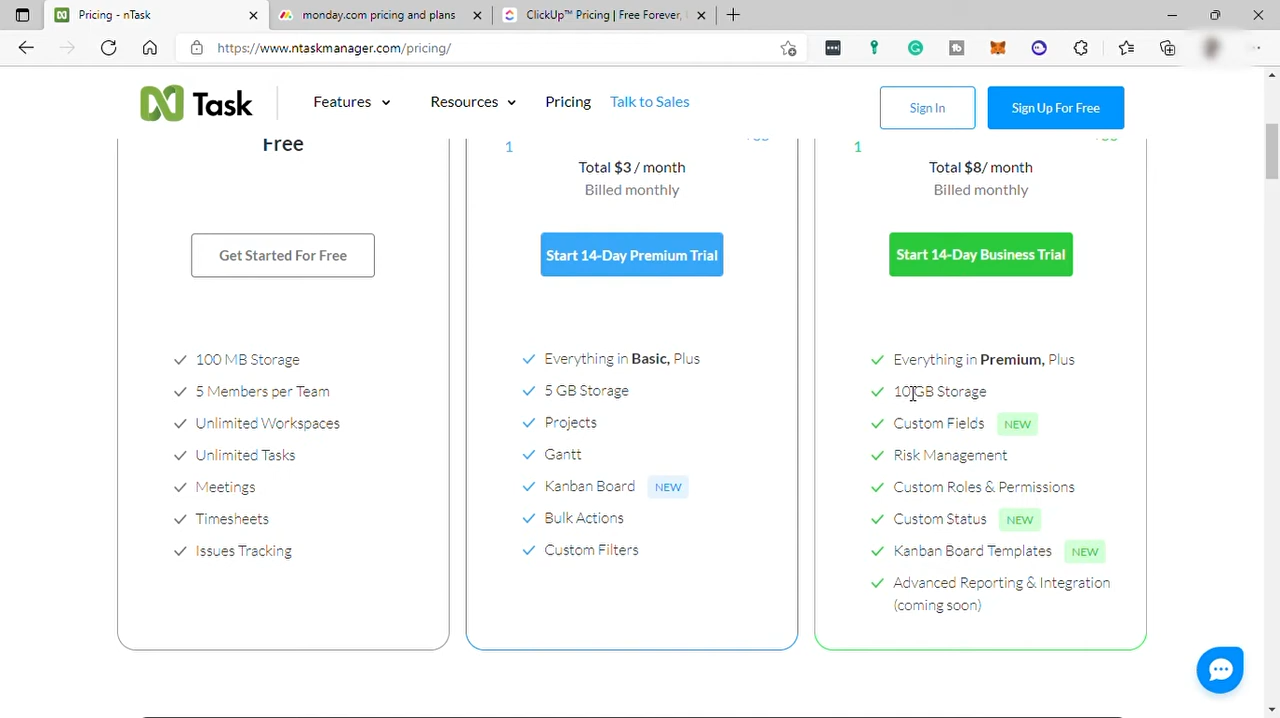 Pricing - nTask
monday.com pricing and plans
ClickUp™ Pricing | Free Forever,
https://www.ntaskmanager.com/pricing/
N Task
Features
Resources
Pricing
Talk to Sales
Sign In
Sign Up For Free
Free
Get Started For Free
100 MB Storage
5 Members per Team
Unlimited Workspaces
Unlimited Tasks
Meetings
Timesheets
Issues Tracking
1
Total $3 / month
Billed monthly
Start 14-Day Premium Trial
Everything in Basic, Plus
5 GB Storage
Projects
Gantt
Kanban Board NEW
Bulk Actions
Custom Filters
1
Total $8/ month
Billed monthly
Start 14-Day Business Trial
Everything in Premium, Plus
10 GB Storage
Custom Fields NEW
Risk Management
Custom Roles & Permissions
Custom Status NEW
Kanban Board Templates NEW
Advanced Reporting & Integration
(coming soon)